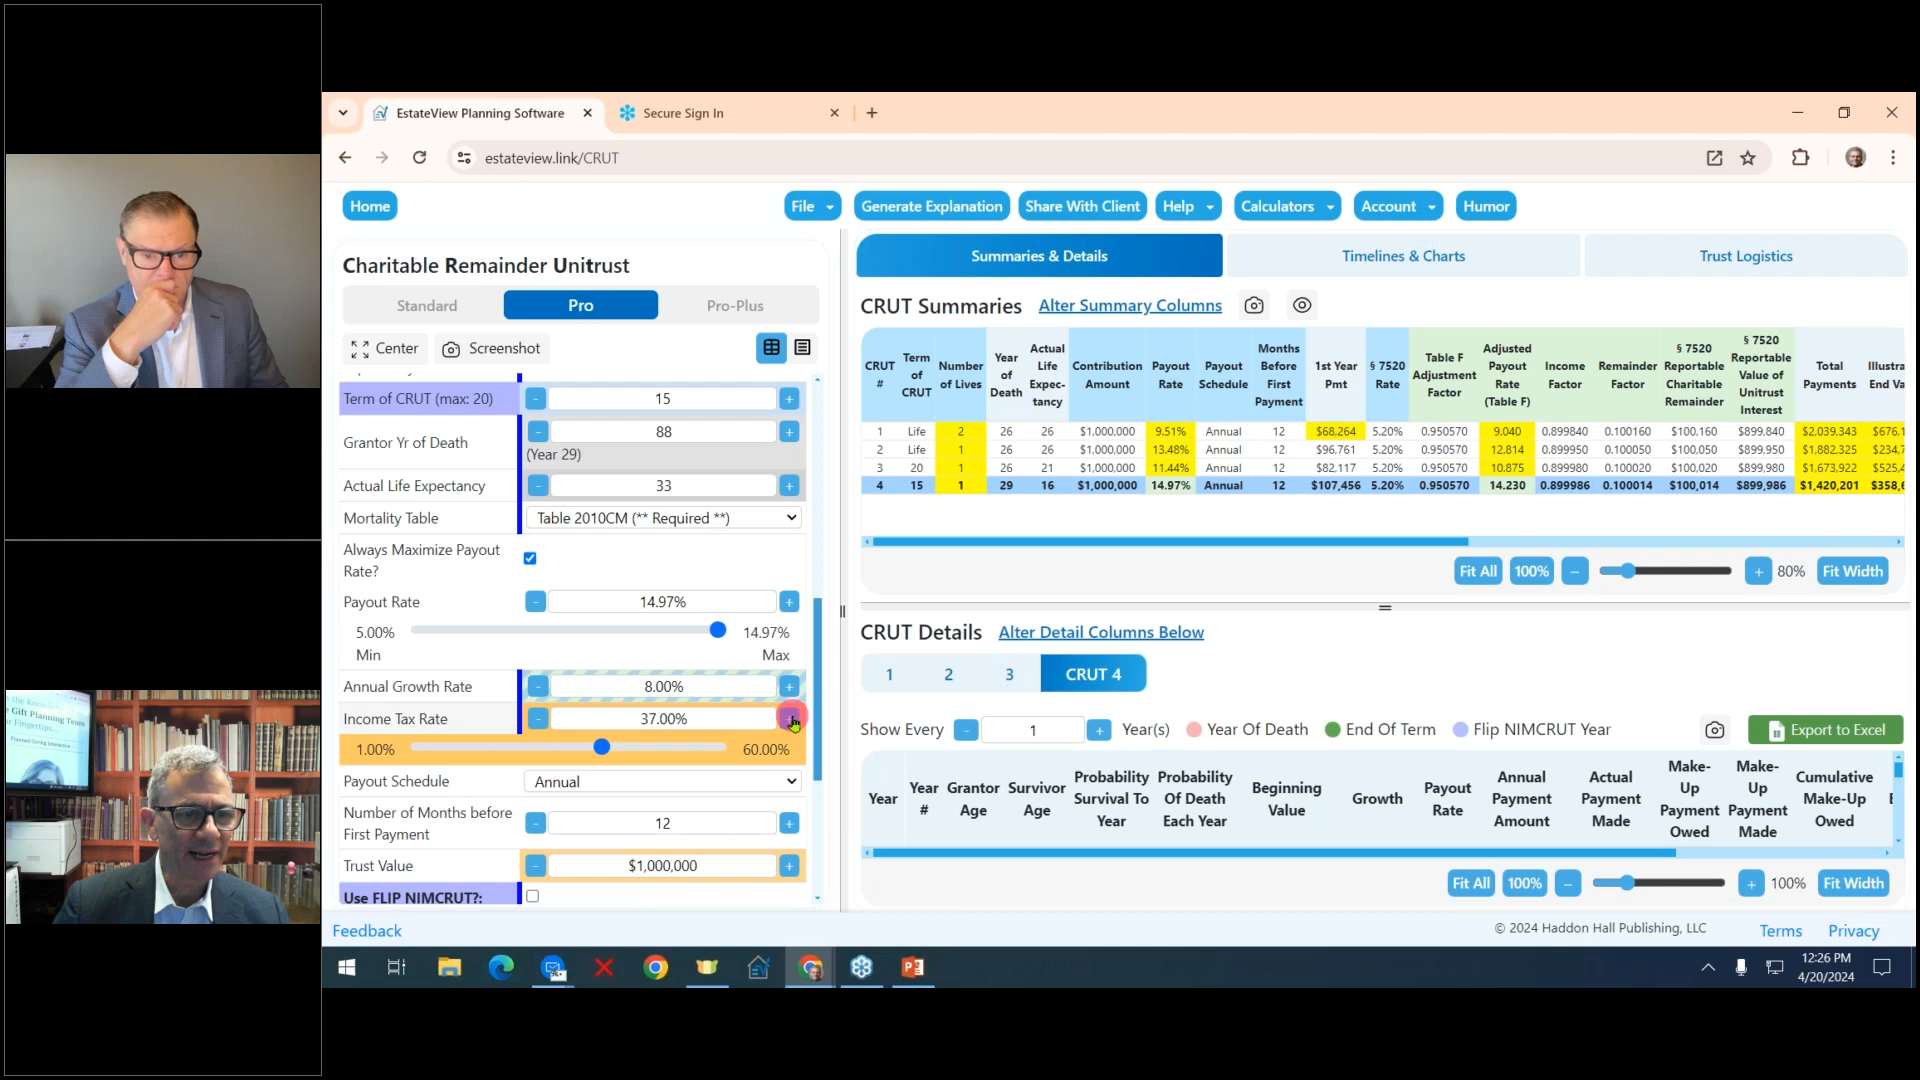 EstateView Planning Software
Secure Sign In
estateview.link/CRUT
Home
File
Generate Explanation
Share With Client
Help
Calculators
Account
Humor
Charitable Remainder Unitrust
Standard
Pro
Pro-Plus
Center
Screenshot
Term of CRUT (max: 20)
- 15 +
Grantor Yr of Death
- 88 +
(Year 29)
Actual Life Expectancy
- 33 +
Mortality Table
Table 2010CM (** Required **)
Always Maximize Payout
Rate?
Payout Rate
- 14.97% +
5.00% 14.97%
Min Max
Annual Growth Rate
- 8.00% +
Income Tax Rate
- 37.00%
1.00% 60.00%
Payout Schedule
Annual
Number of Months before
First Payment
- 12 +
Trust Value
- $1,000,000 +
Use FLIP NIMCRUT?:
Summaries & Details
Timelines & Charts
Trust Logistics
CRUT Summaries
Alter Summary Columns
CRUT #
Term of CRUT
Number of Lives
Year of Death
Actual Life Expec-tancy
Contribution Amount
Payout Rate
Payout Schedule
Months Before First Payment
1st Year Pmt
§ 7520 Rate
Table F Adjustment Factor
Adjusted Payout Rate (Table F)
Income Factor
Remainder Factor
§ 7520 Reportable Charitable Remainder
§ 7520 Reportable Value of Unitrust Interest
Total Payments
Illustra
End Va
1 Life 2 26 26 $1,000,000 9.51% Annual 12 $68,264 5.20% 0.950570 9.040 0.899840 0.100160 $100,160 $899,840 $2,039,343 $676,1
2 Life 1 26 26 $1,000,000 13.48% Annual 12 $96,761 5.20% 0.950570 12.814 0.899950 0.100050 $100,050 $899,950 $1,882,325 $234,7
3 20 1 26 21 $1,000,000 11.44% Annual 12 $82,117 5.20% 0.950570 10.875 0.899980 0.100020 $100,020 $899,980 $1,673,922 $525,4
4 15 1 29 16 $1,000,000 14.97% Annual 12 $107,456 5.20% 0.950570 14.230 0.899986 0.100014 $100,014 $899,986 $1,420,201 $358,6
Fit All
100%
- + 80%
Fit Width
CRUT Details
Alter Detail Columns Below
1 2 3 CRUT 4
Show Every - 1 + Year(s)
Year Of Death
End Of Term
Flip NIMCRUT Year
Export to Excel
Year
Year #
Grantor Age
Survivor Age
Probability Survival To Year
Probability Of Death Each Year
Beginning Value
Growth
Payout Rate
Annual Payment Amount
Actual Payment Made
Make-Up Payment Owed
Make-Up Payment Made
Cumulative Make-Up Owed
Fit All
100%
- + 100%
Fit Width
Feedback
© 2024 Haddon Hall Publishing, LLC
Terms
Privacy
12:26 PM
4/20/2024
Gift Planning Team